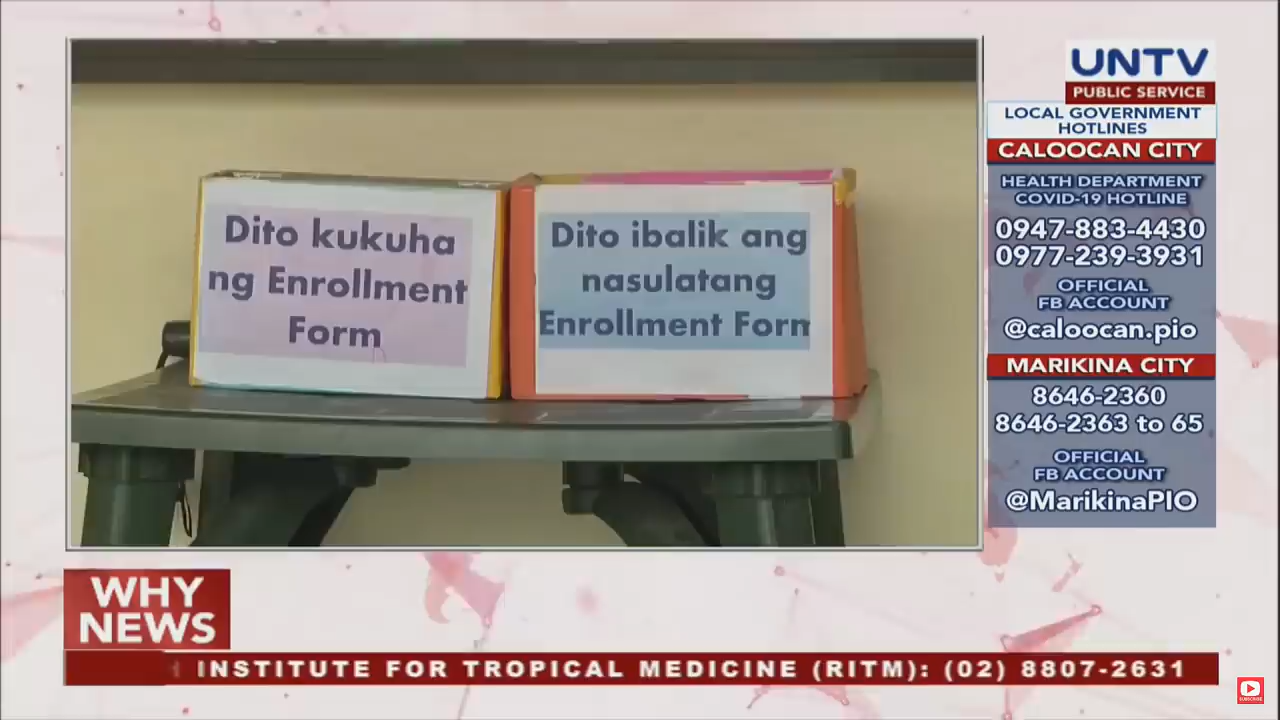 Dito kukuha
ng Enrollment
Form
Dito ibalik ang
nasulatang
Enrollment Form
UNTV
PUBLIC SERVICE
LOCAL GOVERNMENT
HOTLINES
CALOOCAN CITY
HEALTH DEPARTMENT
COVID-19 HOTLINE
0947-883-4430
0977-239-3931
OFFICIAL
FB ACCOUNT
@caloocan.pio
MARIKINA CITY
8646-2360
8646-2363 to 65
OFFICIAL
FB ACCOUNT
@MarikinaPIO
WHY
NEWS
INSTITUTE FOR TROPICAL MEDICINE (RITM): (02) 8807-2631
SUBSCRIBE